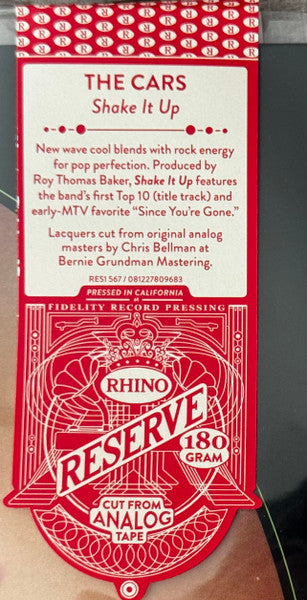 THE CARS
Shake It Up
New wave cool blends with rock energy
for pop perfection. Produced by
Roy Thomas Baker, Shake It Up features
the band's first Top 10 (title track) and
early-MTV favorite "Since You're Gone."
Lacquers cut from original analog
masters by Chris Bellman at
Bernie Grundman Mastering.
RES1 567 / 081227809683
PRESSED IN CALIFORNIA
at
FIDELITY RECORD PRESSING
RHINO
RESERVE
180
GRAM
CUT FROM
ANALOG
TAPE